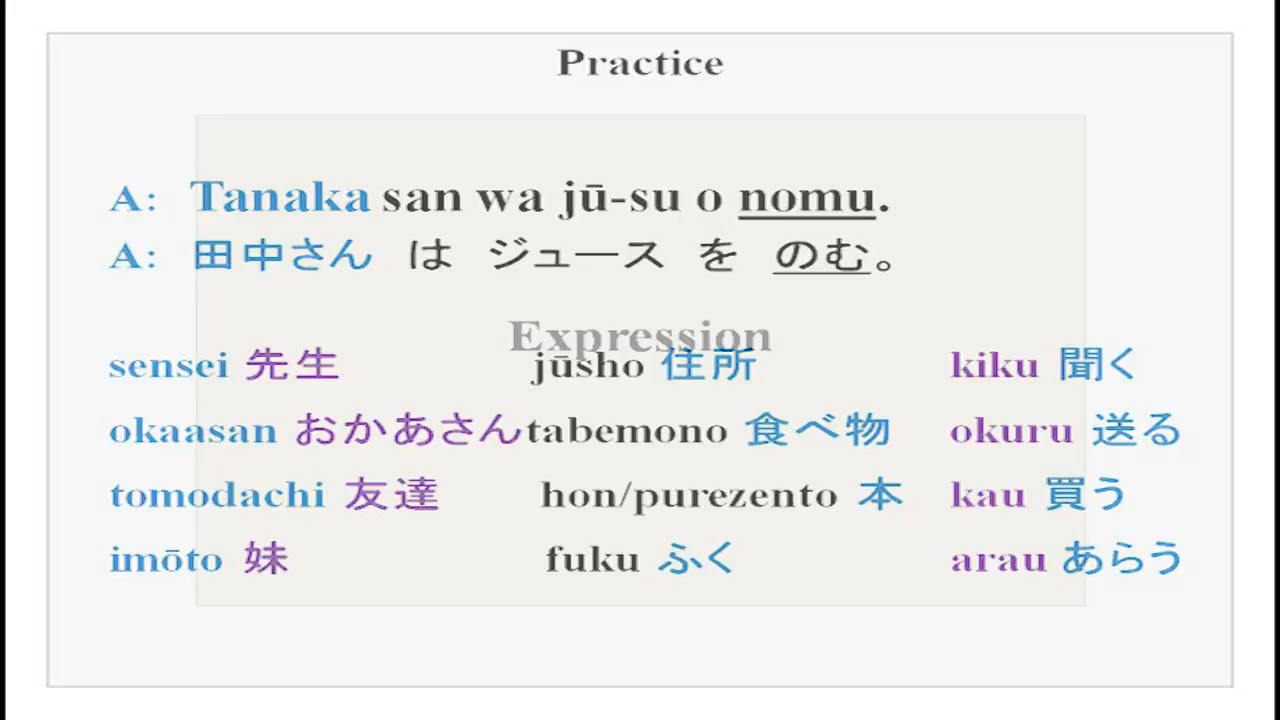 Practice
A: Tanaka san wa jū-su o nomu.
A: 田中さん は ジュース を のむ。
Expression
sensei 先生 jūsho 住所 kiku 聞く
okaasan おかあさん tabemono 食べ物 okuru 送る
tomodachi 友達 hon/purezento 本 kau 買う
imōto 妹 fuku ふく arau あらう